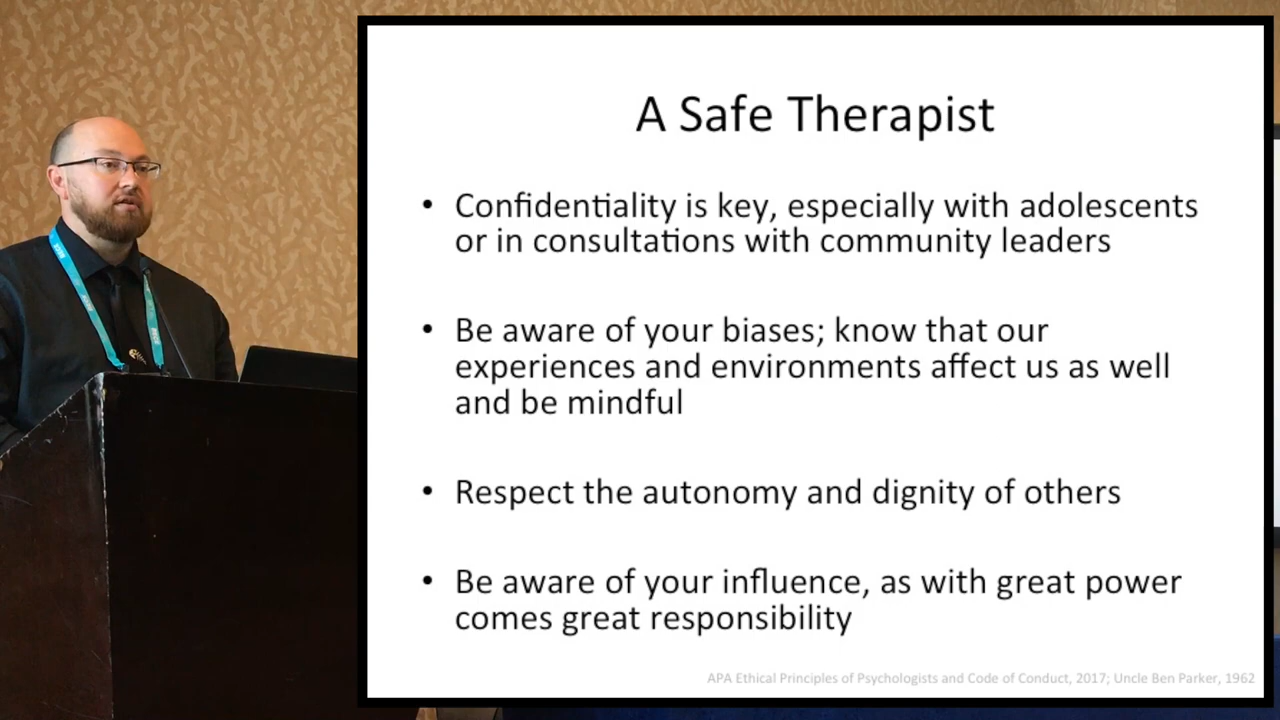 A Safe Therapist
• Confidentiality is key, especially with adolescents
or in consultations with community leaders
• Be aware of your biases; know that our
experiences and environments affect us as well
and be mindful
• Respect the autonomy and dignity of others
• Be aware of your influence, as with great power
comes great responsibility
APA Ethical Principles of Psychologists and Code of Conduct, 2017; Uncle Ben Parker, 1962